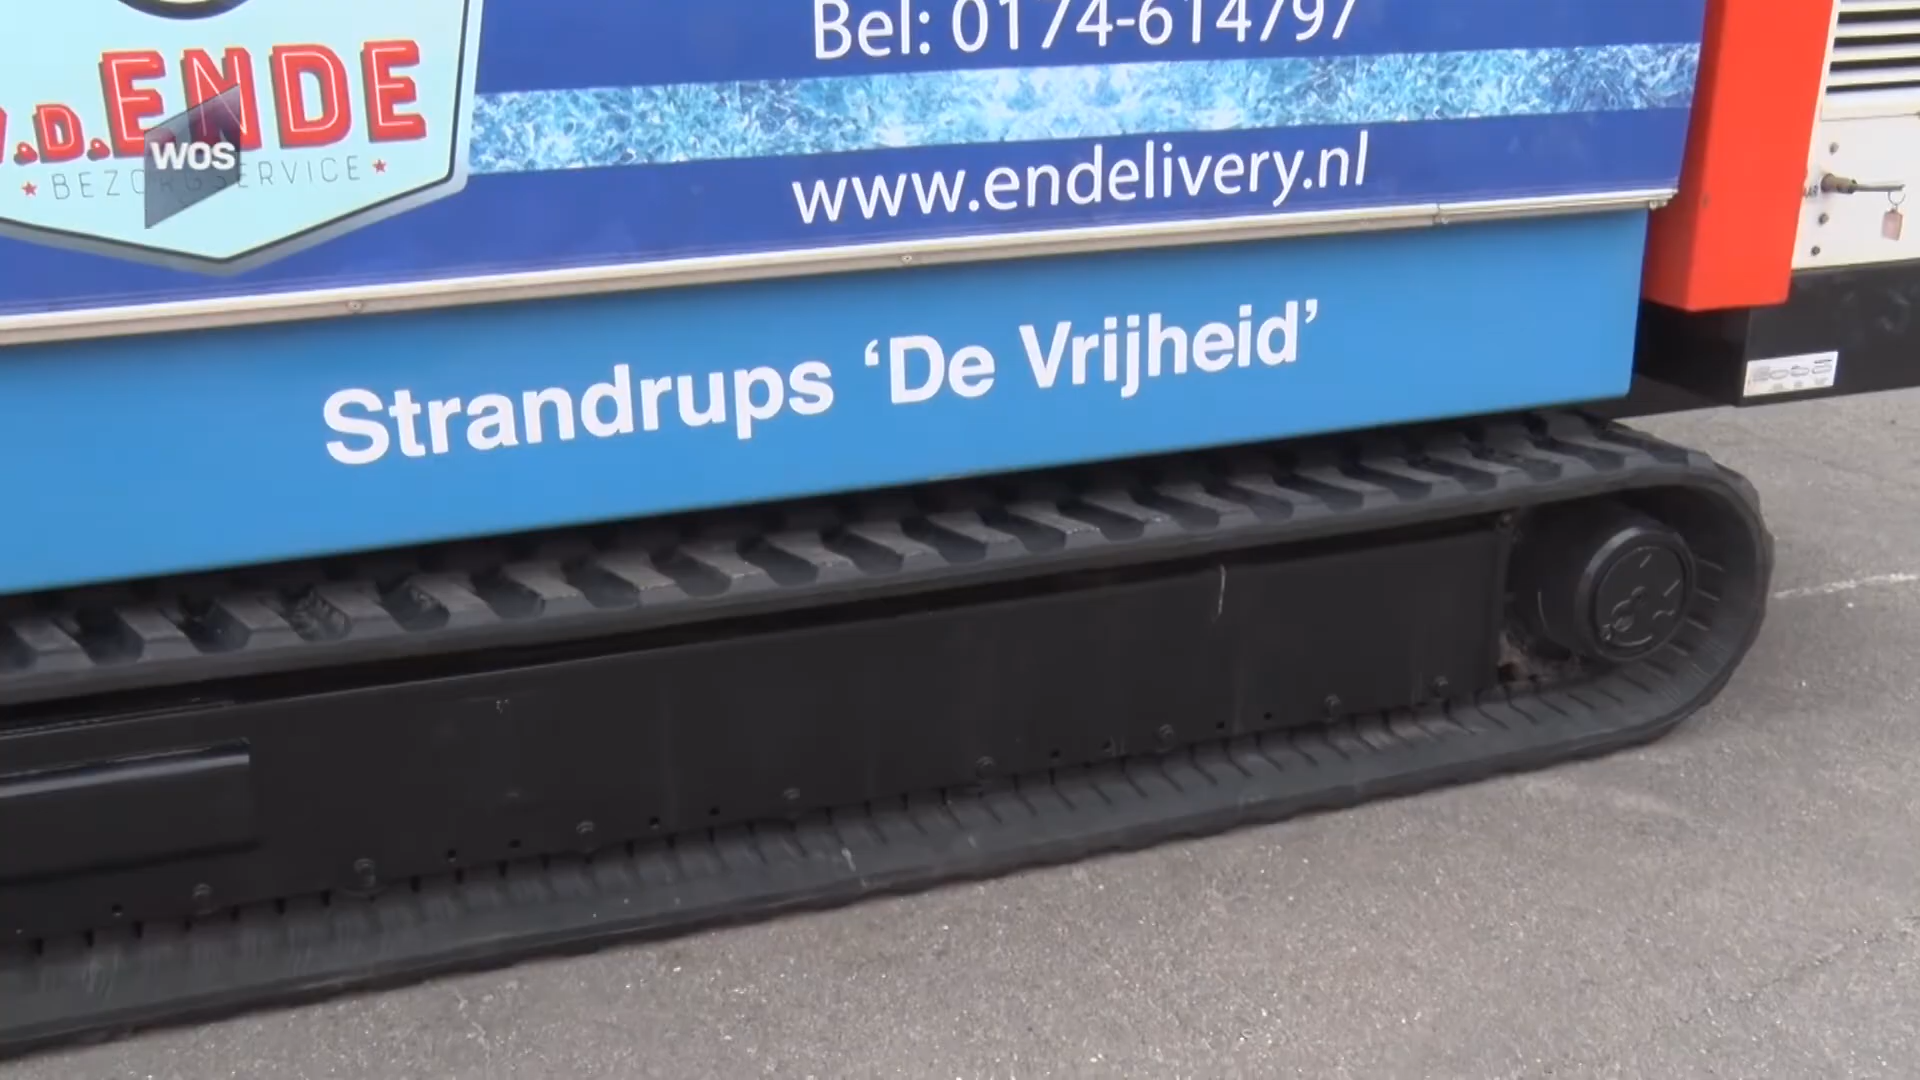 Bel: 0174-614797
v.d.ENDE
WOS
BEZORGSERVICE
www.endelivery.nl
Strandrups ‘De Vrijheid’